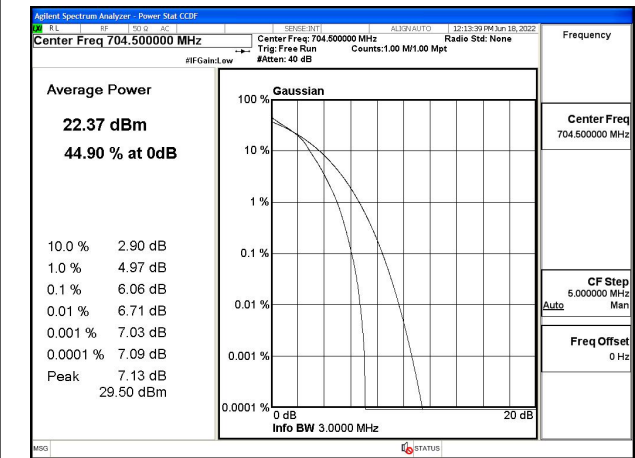 Agilent Spectrum Analyzer - Power Stat CCDF
RL RF 50 Ω AC SENSE:INT ALIGN AUTO 12:13:39 PM Jun 18, 2022
Center Freq 704.500000 MHz
Center Freq: 704.500000 MHz Radio Std: None
Trig: Free Run Counts:1.00 M/1.00 Mpt
#IFGain:Low #Atten: 40 dB
Frequency
Average Power
22.37 dBm
44.90 % at 0dB
10.0 % 2.90 dB
1.0 % 4.97 dB
0.1 % 6.06 dB
0.01 % 6.71 dB
0.001 % 7.03 dB
0.0001 % 7.09 dB
Peak 7.13 dB
29.50 dBm
Gaussian
100 %
10 %
1 %
0.1 %
0.01 %
0.001 %
0.0001 %
0 dB 20 dB
Info BW 3.0000 MHz
Center Freq
704.500000 MHz
CF Step
5.000000 MHz
Auto Man
Freq Offset
0 Hz
MSG STATUS